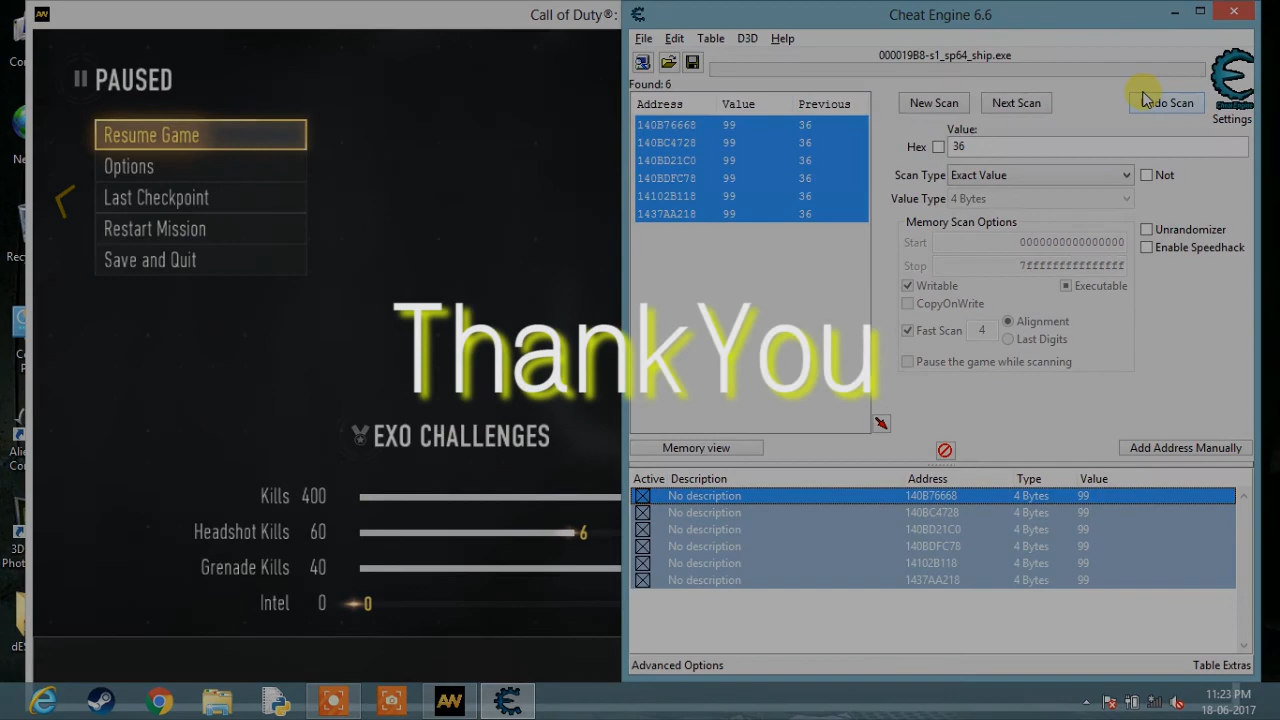 Call of Duty®:
PAUSED
Resume Game
Options
Last Checkpoint
Restart Mission
Save and Quit
EXO CHALLENGES
Kills 400
Headshot Kills 60 6
Grenade Kills 40
Intel 0 0
Cheat Engine 6.6
File Edit Table D3D Help
000019B8-s1_sp64_ship.exe
Found: 6
Address Value Previous
140B76668 99 36
140BC4728 99 36
140BD21C0 99 36
140BDFC78 99 36
14102B118 99 36
1437AA218 99 36
New Scan Next Scan Undo Scan
Settings
Value:
Hex 36
Scan Type Exact Value Not
Value Type 4 Bytes
Memory Scan Options
Start 0000000000000000
Stop 7fffffffffffffff
Writable Executable
CopyOnWrite
Fast Scan 4 Alignment
Last Digits
Pause the game while scanning
Unrandomizer
Enable Speedhack
ThankYou
Memory view Add Address Manually
Active Description Address Type Value
No description 140B76668 4 Bytes 99
No description 140BC4728 4 Bytes 99
No description 140BD21C0 4 Bytes 99
No description 140BDFC78 4 Bytes 99
No description 14102B118 4 Bytes 99
No description 1437AA218 4 Bytes 99
Advanced Options Table Extras
AW
11:23 PM
18-06-2017